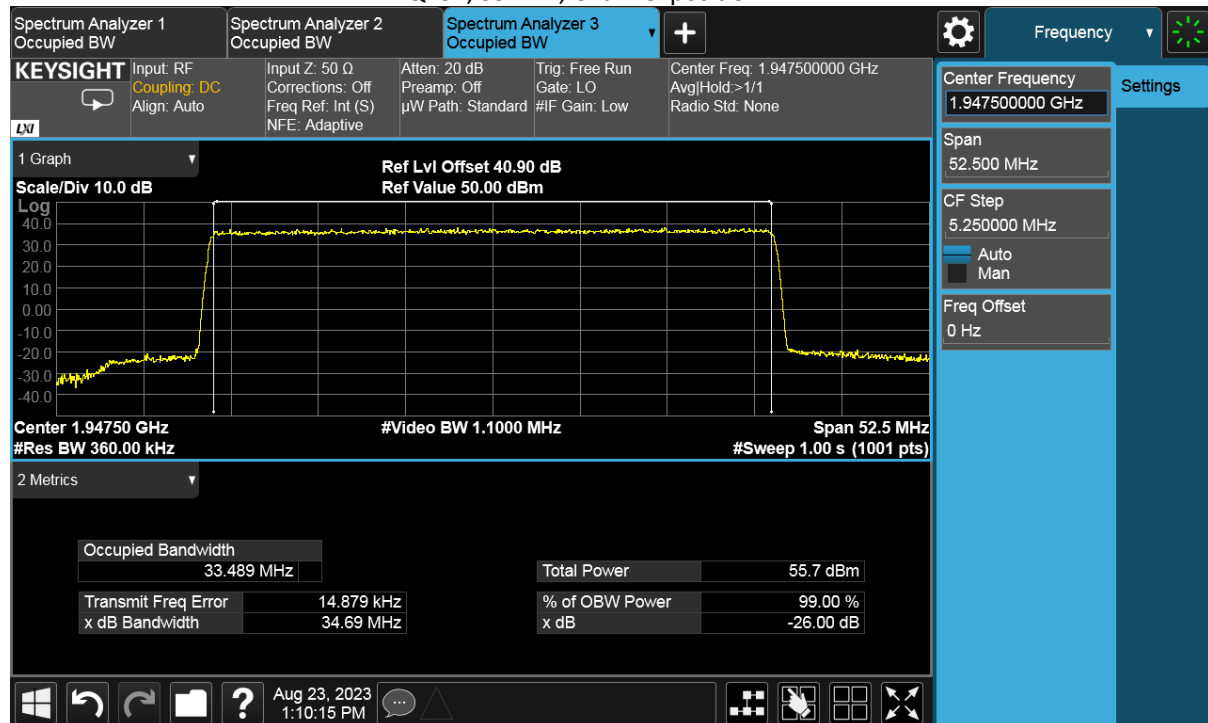 Spectrum Analyzer 1
Occupied BW
Spectrum Analyzer 2
Occupied BW
Spectrum Analyzer 3
Occupied BW
Frequency
KEYSIGHT
LXI
Input: RF
Coupling: DC
Align: Auto
Input Z: 50 Ω
Corrections: Off
Freq Ref: Int (S)
NFE: Adaptive
Atten: 20 dB
Preamp: Off
µW Path: Standard
Trig: Free Run
Gate: LO
#IF Gain: Low
Center Freq: 1.947500000 GHz
Avg|Hold:>1/1
Radio Std: None
Center Frequency
1.947500000 GHz
Settings
Span
52.500 MHz
CF Step
5.250000 MHz
Auto
Man
Freq Offset
0 Hz
1 Graph
Scale/Div 10.0 dB
Ref Lvl Offset 40.90 dB
Ref Value 50.00 dBm
Log
40.0
30.0
20.0
10.0
0.00
-10.0
-20.0
-30.0
-40.0
Center 1.94750 GHz
#Video BW 1.1000 MHz
Span 52.5 MHz
#Res BW 360.00 kHz
#Sweep 1.00 s (1001 pts)
2 Metrics
Occupied Bandwidth
33.489 MHz
Total Power 55.7 dBm
Transmit Freq Error 14.879 kHz
% of OBW Power 99.00 %
x dB Bandwidth 34.69 MHz
x dB -26.00 dB
?
Aug 23, 2023
1:10:15 PM